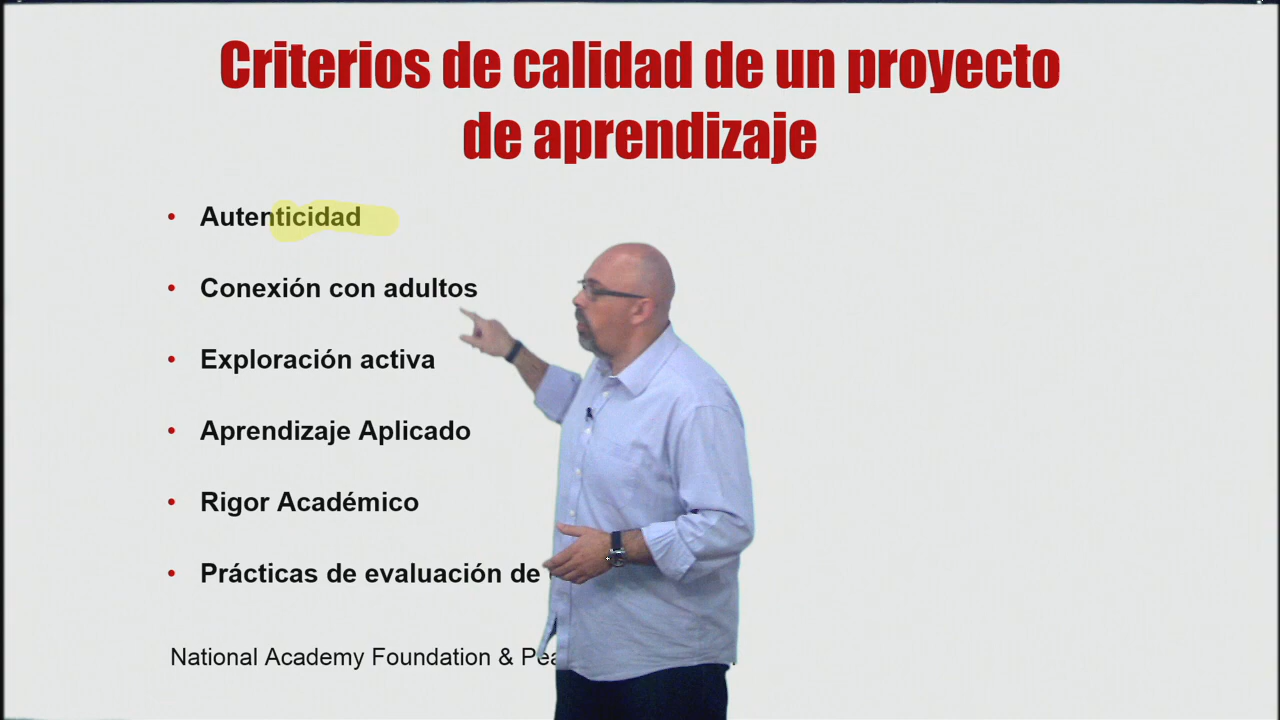 Criterios de calidad de un proyecto
de aprendizaje
• Autenticidad
• Conexión con adultos
• Exploración activa
• Aprendizaje Aplicado
• Rigor Académico
• Prácticas de evaluación de
National Academy Foundation &